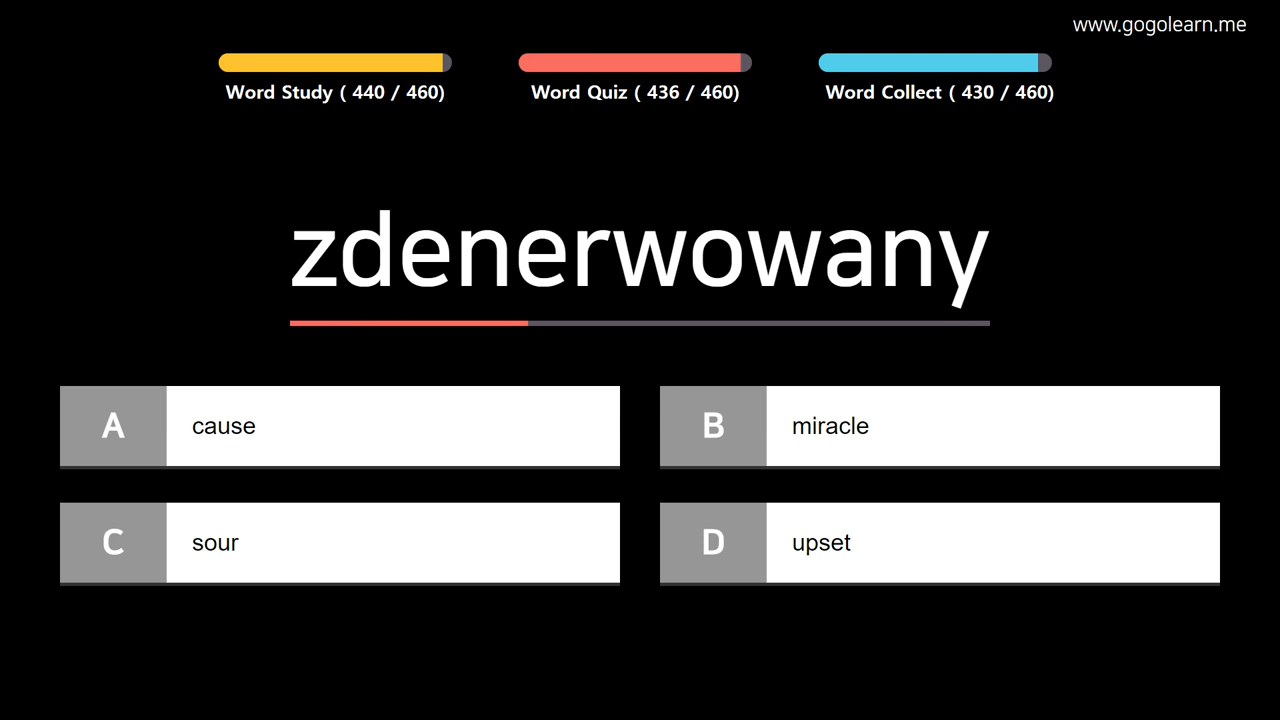 www.gogolearn.me
Word Study ( 440 / 460)
Word Quiz ( 436 / 460)
Word Collect ( 430 / 460)
zdenerwowany
A cause
B miracle
C sour
D upset